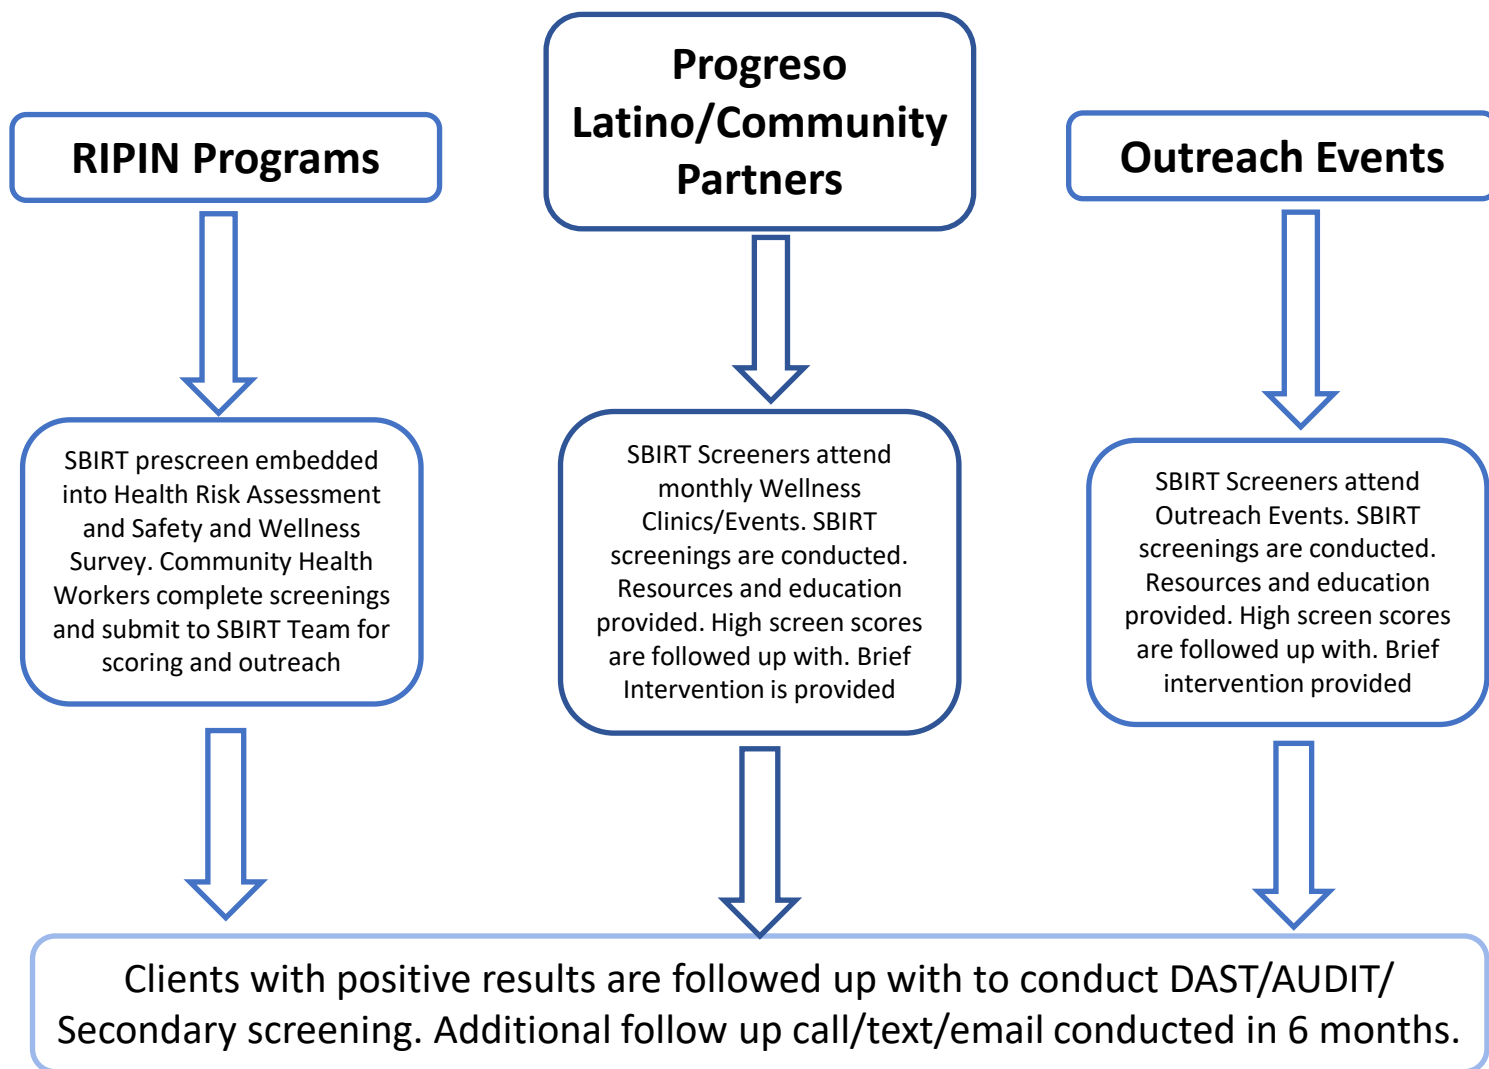 RIPIN Programs
Progreso
Latino/Community
Partners
Outreach Events
SBIRT prescreen embedded
into Health Risk Assessment
and Safety and Wellness
Survey. Community Health
Workers complete screenings
and submit to SBIRT Team for
scoring and outreach
SBIRT Screeners attend
monthly Wellness
Clinics/Events. SBIRT
screenings are conducted.
Resources and education
provided. High screen scores
are followed up with. Brief
Intervention is provided
SBIRT Screeners attend
Outreach Events. SBIRT
screenings are conducted.
Resources and education
provided. High screen scores
are followed up with. Brief
intervention provided
Clients with positive results are followed up with to conduct DAST/AUDIT/
Secondary screening. Additional follow up call/text/email conducted in 6 months.